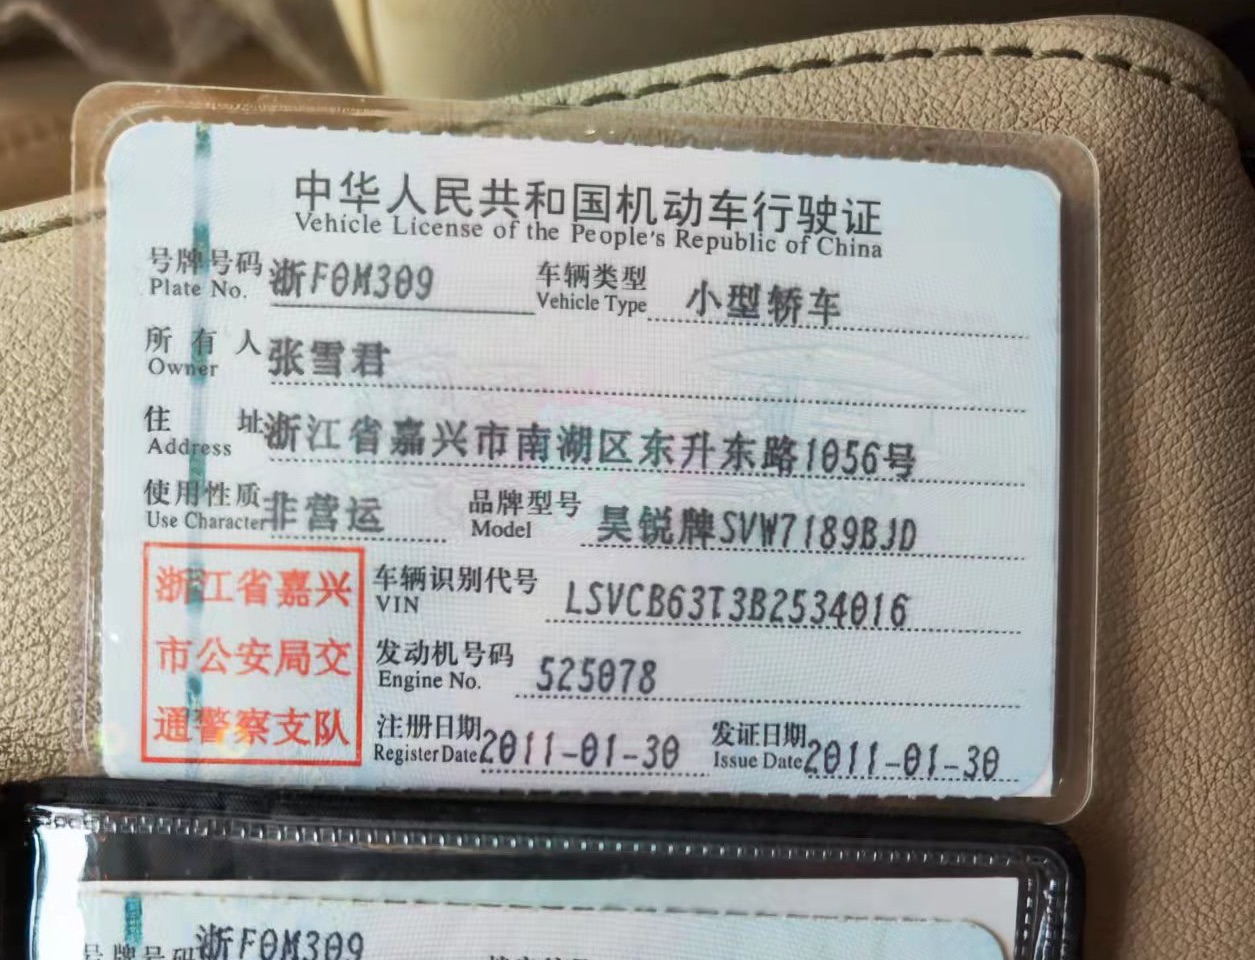 中华人民共和国机动车行驶证
Vehicle License of the People's Republic of China
号牌号码 浙F0M309 车辆类型 小型轿车
Plate No. Vehicle Type
所有人 张雪君
Owner
住址 浙江省嘉兴市南湖区东升东路1056号
Address
使用性质 非营运 品牌型号 昊锐牌SVW7189BJD
Use Character Model
浙江省嘉兴
市公安局交
通警察支队
车辆识别代号 LSVCB63T3B2534016
VIN
发动机号码 525078
Engine No.
注册日期 2011-01-30 发证日期 2011-01-30
Register Date Issue Date
号牌号码 浙F0M309